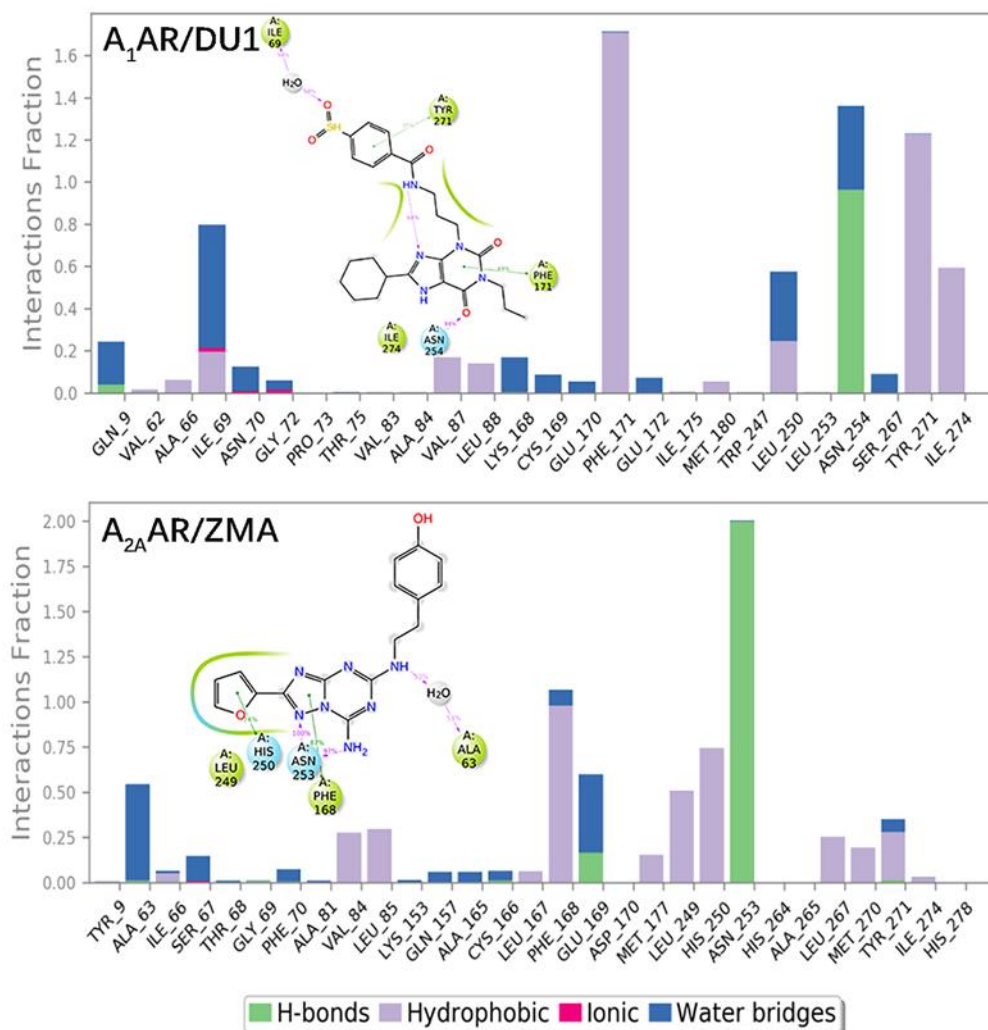 A₁AR/DU1
Interactions Fraction
1.6
1.4
1.2
1.0
0.8
0.6
0.4
0.2
0.0
A:
ILE
69
H₂O
O
SH
O
A:
TYR
271
O
HN
N
N
O
N
N
H
O
A:
PHE
171
A:
ILE
274
A:
ASN
254
GLN_9
VAL_62
ALA_66
ILE_69
ASN_70
GLY_72
PRO_73
THR_75
VAL_83
ALA_84
VAL_87
LEU_88
LYS_168
CYS_169
GLU_170
PHE_171
GLU_172
ILE_175
MET_180
TRP_247
LEU_250
LEU_253
ASN_254
SER_267
TYR_271
ILE_274
A₂ₐAR/ZMA
Interactions Fraction
2.00
1.75
1.50
1.25
1.00
0.75
0.50
0.25
0.00
OH
N
N
NH
H₂O
O
N
N
N
100%
NH₂
A:
LEU
249
A:
HIS
250
A:
ASN
253
A:
PHE
168
A:
ALA
63
TYR_9
ALA_63
ILE_66
SER_67
THR_68
GLY_69
PHE_70
ALA_81
VAL_84
LEU_85
LYS_153
GLN_157
ALA_165
CYS_166
LEU_167
PHE_168
GLU_169
ASP_170
MET_177
LEU_249
HIS_250
ASN_253
HIS_264
ALA_265
LEU_267
MET_270
TYR_271
ILE_274
HIS_278
H-bonds
Hydrophobic
Ionic
Water bridges